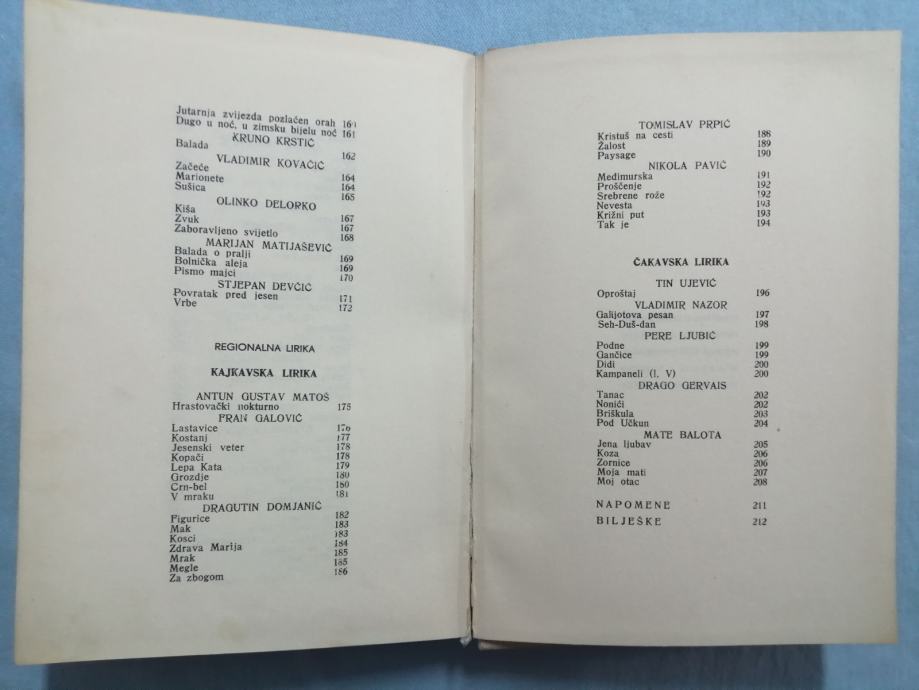 Jutarnja zvijezda pozlaćen orah 160
Dugo u noć, u zimsku bijelu noć 161
KRUNO KRSTIĆ
Balada 162
VLADIMIR KOVAČIĆ
Začeće 164
Marionete 164
Sušica 165
OLINKO DELORKO
Kiša 167
Zvuk 167
Zaboravljeno svijetlo 168
MARIJAN MATIJAŠEVIĆ
Balada o pralji 169
Bolnička aleja 169
Pismo majci 170
STJEPAN DEVČIĆ
Povratak pred jesen 171
Vrbe 172
REGIONALNA LIRIKA
KAJKAVSKA LIRIKA
ANTUN GUSTAV MATOŠ
Hrastovački nokturno 175
FRAN GALOVIĆ
Lastavice 176
Kostanj 177
Jesenski veter 178
Kopači 178
Lepa Kata 179
Grozdje 180
Crn-bel 180
V mraku 181
DRAGUTIN DOMJANIĆ
Figurice 182
Mak 183
Kosci 183
Zdrava Marija 184
Mrak 185
Megle 185
Za zbogom 186
TOMISLAV PRPIĆ
Kristuš na cesti 188
Žalost 189
Paysage 190
NIKOLA PAVIĆ
Međimurska 191
Proščenje 192
Srebrene rože 192
Nevesta 193
Križni put 193
Tak je 194
ČAKAVSKA LIRIKA
TIN UJEVIĆ
Oproštaj 196
VLADIMIR NAZOR
Galijotova pesan 197
Seh-Duš-dan 198
PERE LJUBIĆ
Podne 199
Gančice 199
Didi 200
Kampaneli (I, V) 200
DRAGO GERVAIS
Tanac 202
Nonići 202
Briškula 203
Pod Učkun 204
MATE BALOTA
Jena ljubav 205
Koza 206
Zornice 206
Moja mati 207
Moj otac 208
NAPOMENE 211
BILJEŠKE 212